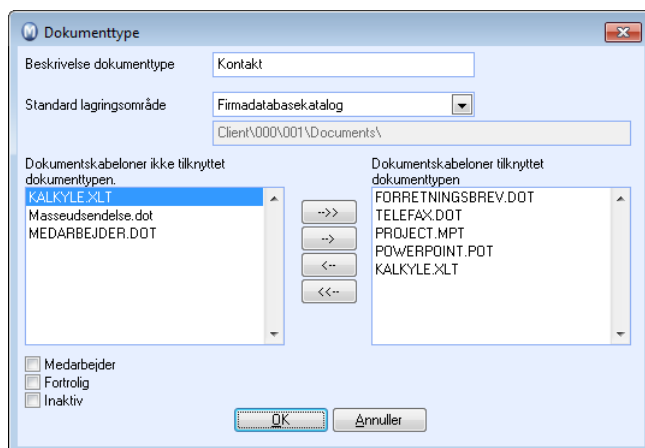 Dokumenttype
Beskrivelse dokumenttype
Kontakt
Standard lagringsområde
Firmadatabasekatalog
Client\000\001\Documents\
Dokumentskabeloner ikke tilknyttet
dokumenttypen.
KALKYLE.XLT
Masseudsendelse.dot
MEDARBEJDER.DOT
-->>
-->
<--
<<--
Dokumentskabeloner tilknyttet
dokumenttypen
FORRETNINGSBREV.DOT
TELEFAX.DOT
PROJECT.MPT
POWERPOINT.POT
KALKYLE.XLT
Medarbejder
Fortrolig
Inaktiv
OK
Annuller